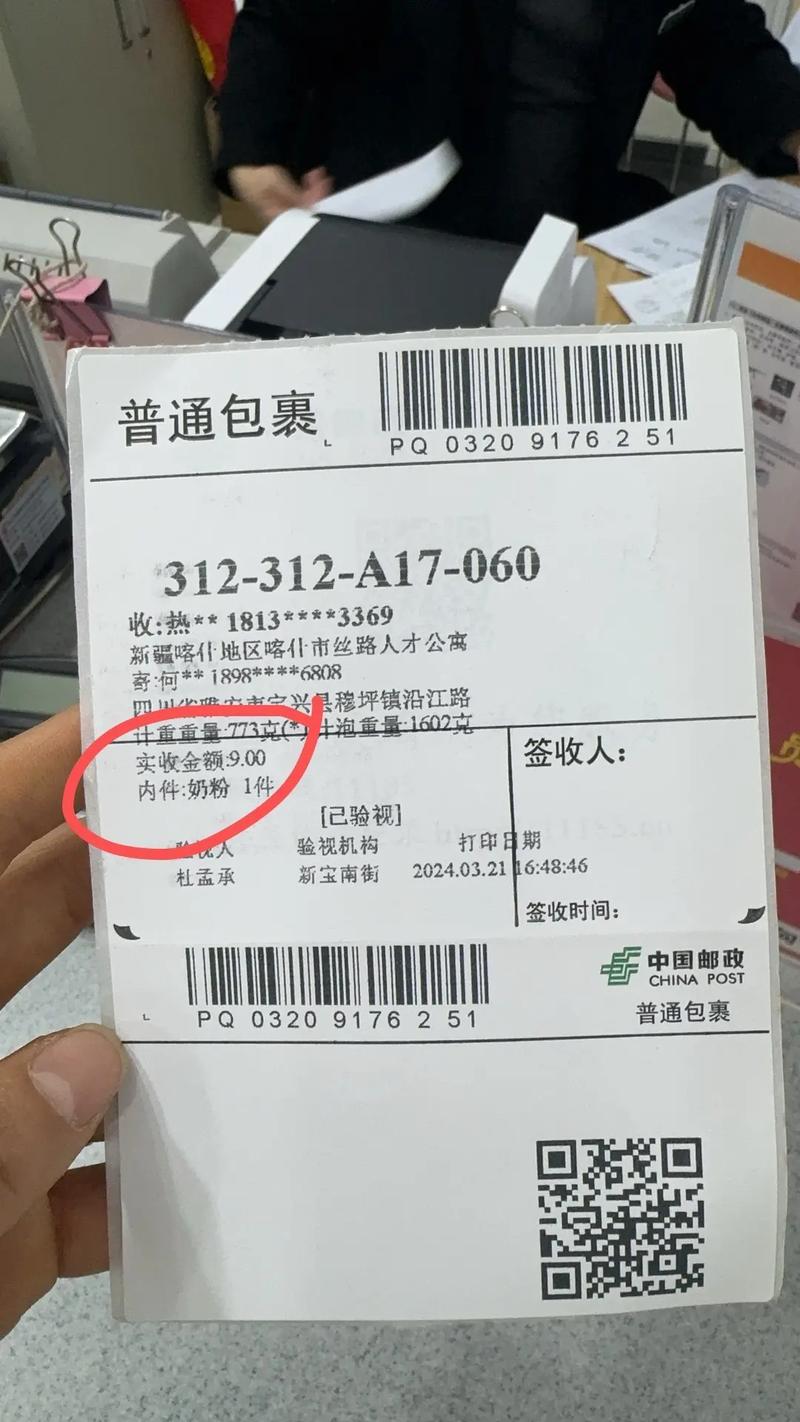 普通包裹
PQ 0320 9176 2 51
312-312-A17-060
收:热** 1813****3369
新疆喀什地区喀什市丝路人才公寓
寄:何** 1898****6808
四川省雅安市宝兴县穆坪镇沿江路
计重重量:773克(*)计泡重量:1602克
实收金额:9.00
内件:奶粉 1件
[已验视]
验视人 验视机构 打印日期
杜孟承 新宝南街 2024.03.21 16:48:46
签收人:
签收时间:
PQ 0320 9176 2 51
中国邮政
CHINA POST
普通包裹